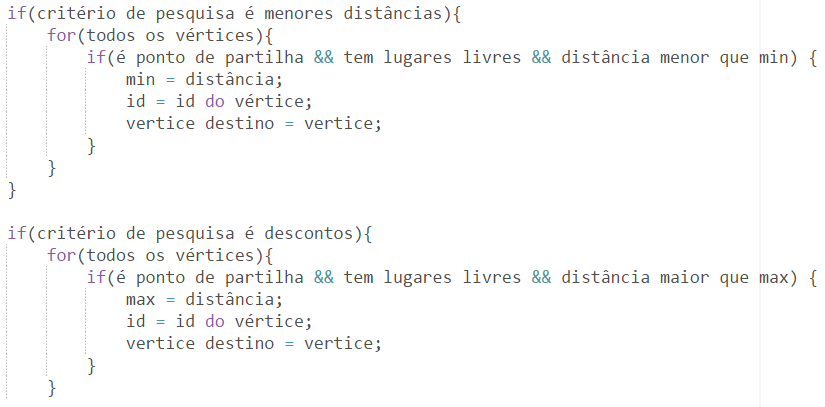 if(critério de pesquisa é menores distâncias){
    for(todos os vértices){
        if(é ponto de partilha && tem lugares livres && distância menor que min) {
            min = distância;
            id = id do vértice;
            vertice destino = vertice;
        }
    }
}

if(critério de pesquisa é descontos){
    for(todos os vértices){
        if(é ponto de partilha && tem lugares livres && distância maior que max) {
            max = distância;
            id = id do vértice;
            vertice destino = vertice;
        }
    }